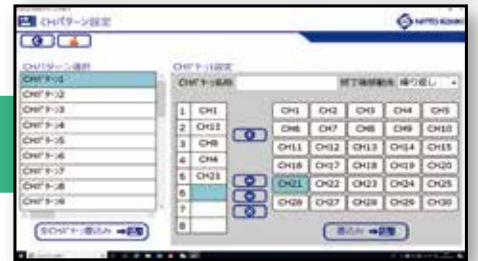 CHﾊﾟﾀｰﾝ設定
NITTO KOHKI
CHﾊﾟﾀｰﾝ選択
CHﾊﾟﾀｰﾝ1
CHﾊﾟﾀｰﾝ2
CHﾊﾟﾀｰﾝ3
CHﾊﾟﾀｰﾝ4
CHﾊﾟﾀｰﾝ5
CHﾊﾟﾀｰﾝ6
CHﾊﾟﾀｰﾝ7
CHﾊﾟﾀｰﾝ8
CHﾊﾟﾀｰﾝ9
全CHﾊﾟﾀｰﾝ書込み
CHﾊﾟﾀｰﾝ設定
CHﾊﾟﾀｰﾝ名称 終了後移動先 繰り返し
1 CH1
2 CH11
3 CH8
4 CH4
5 CH21
6
7
8
CH1 CH2 CH3 CH4 CH5
CH6 CH7 CH8 CH9 CH10
CH11 CH12 CH13 CH14 CH15
CH16 CH17 CH18 CH19 CH20
CH21 CH22 CH23 CH24 CH25
CH26 CH27 CH28 CH29 CH30
書込み